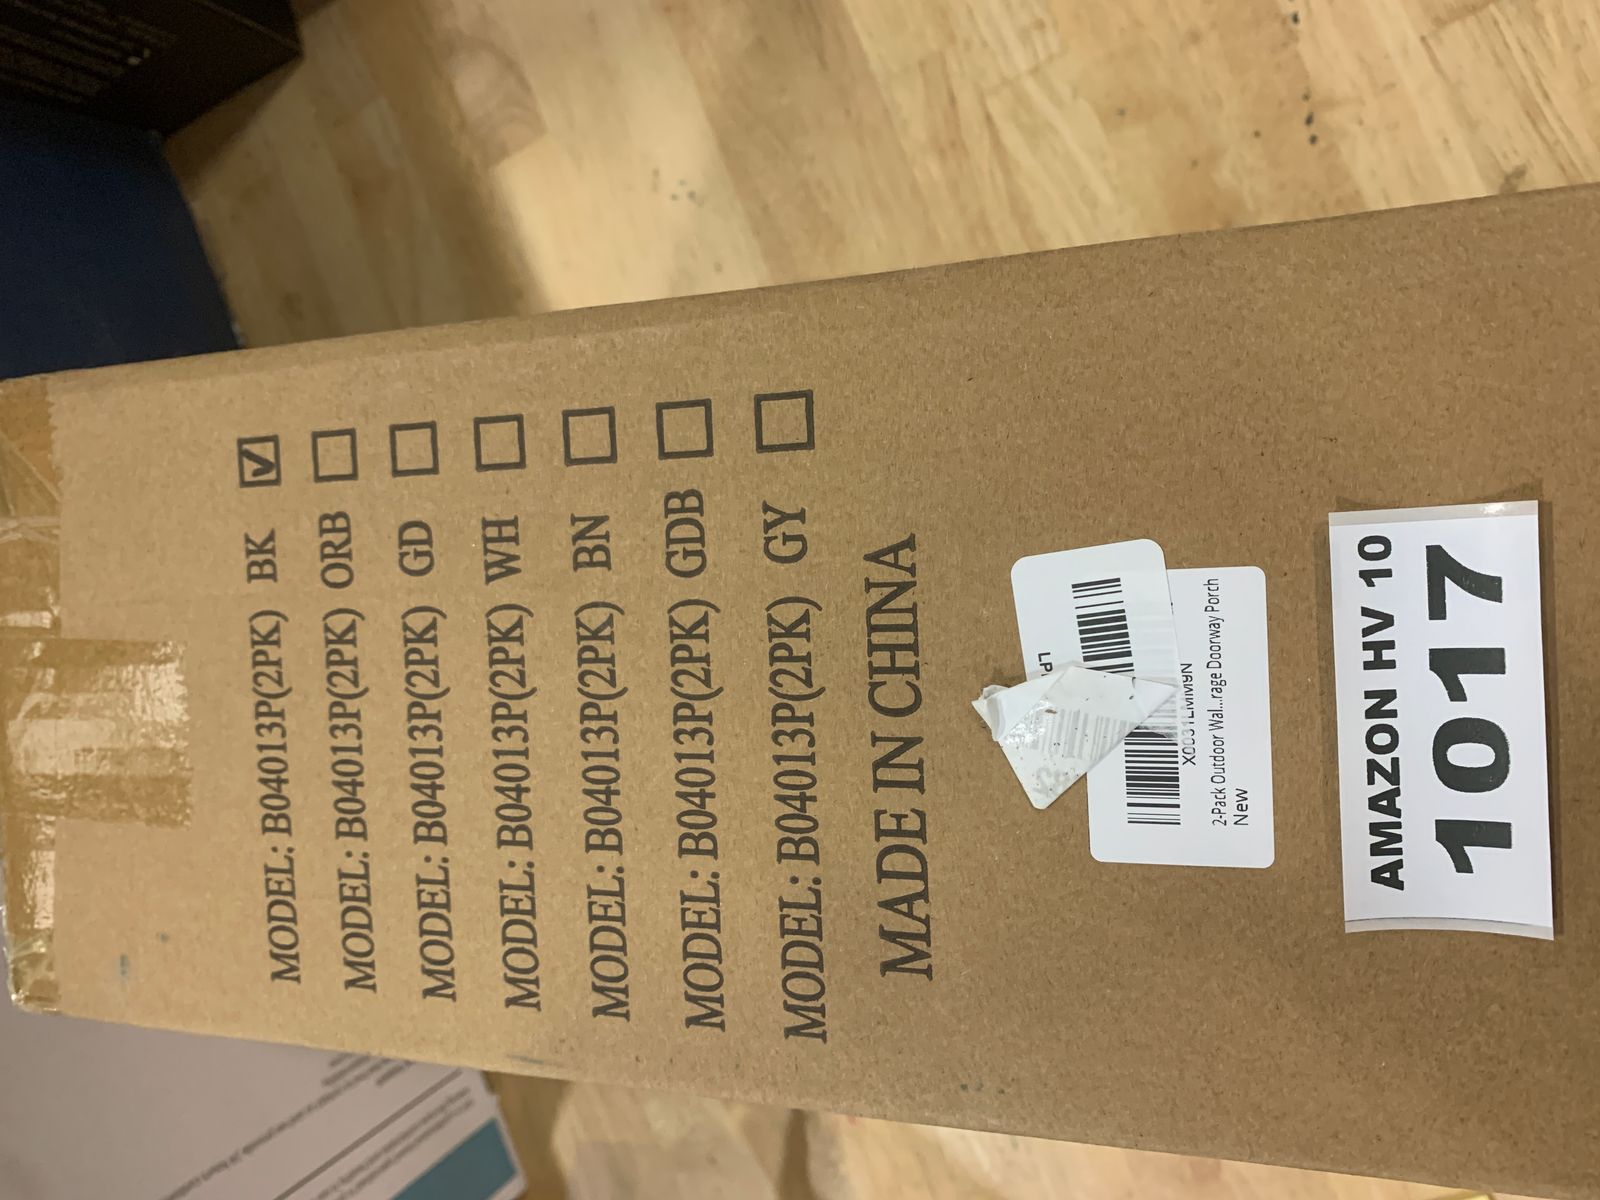 MODEL: B04013P(2PK) BK
MODEL: B04013P(2PK) ORB
MODEL: B04013P(2PK) GD
MODEL: B04013P(2PK) WH
MODEL: B04013P(2PK) BN
MODEL: B04013P(2PK) GDB
MODEL: B04013P(2PK) GY
MADE IN CHINA
2-Pack Outdoor Wal...rage Doorway Porch
New
AMAZON HV 10
1017